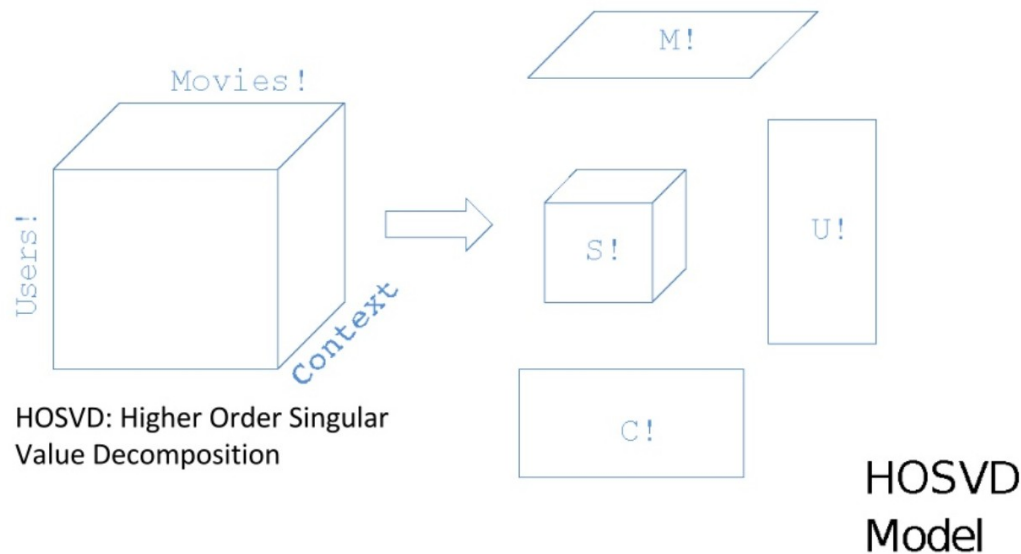 Movies!
Users!
Context
M!
S!
U!
C!
HOSVD: Higher Order Singular
Value Decomposition
HOSVD
Model